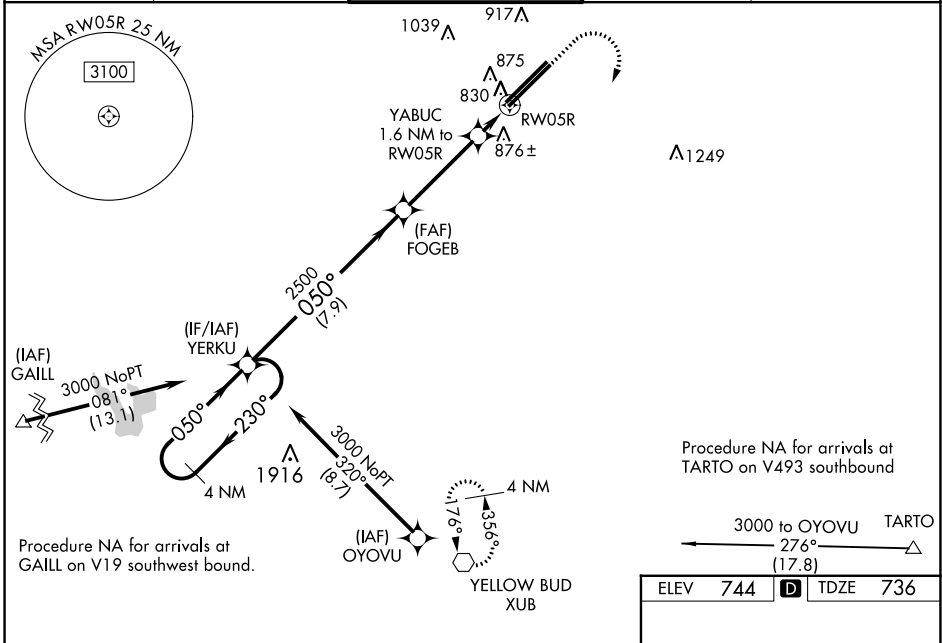 MSA RW05R 25 NM
3100
1039
917
875
830
RW05R
YABUC
1.6 NM to
RW05R
876±
1249
(FAF)
FOGEB
2500
050°
(7.9)
(IF/IAF)
YERKU
(IAF)
GAILL
3000 NoPT
081°
(13.1)
050°
230°
4 NM
1916
3000 NoPT
320°
(8.7)
(IAF)
OYOVU
4 NM
176°
356°
YELLOW BUD
XUB
Procedure NA for arrivals at
GAILL on V19 southwest bound.
Procedure NA for arrivals at
TARTO on V493 southbound
3000 to OYOVU
276°
(17.8)
TARTO
ELEV 744 D TDZE 736